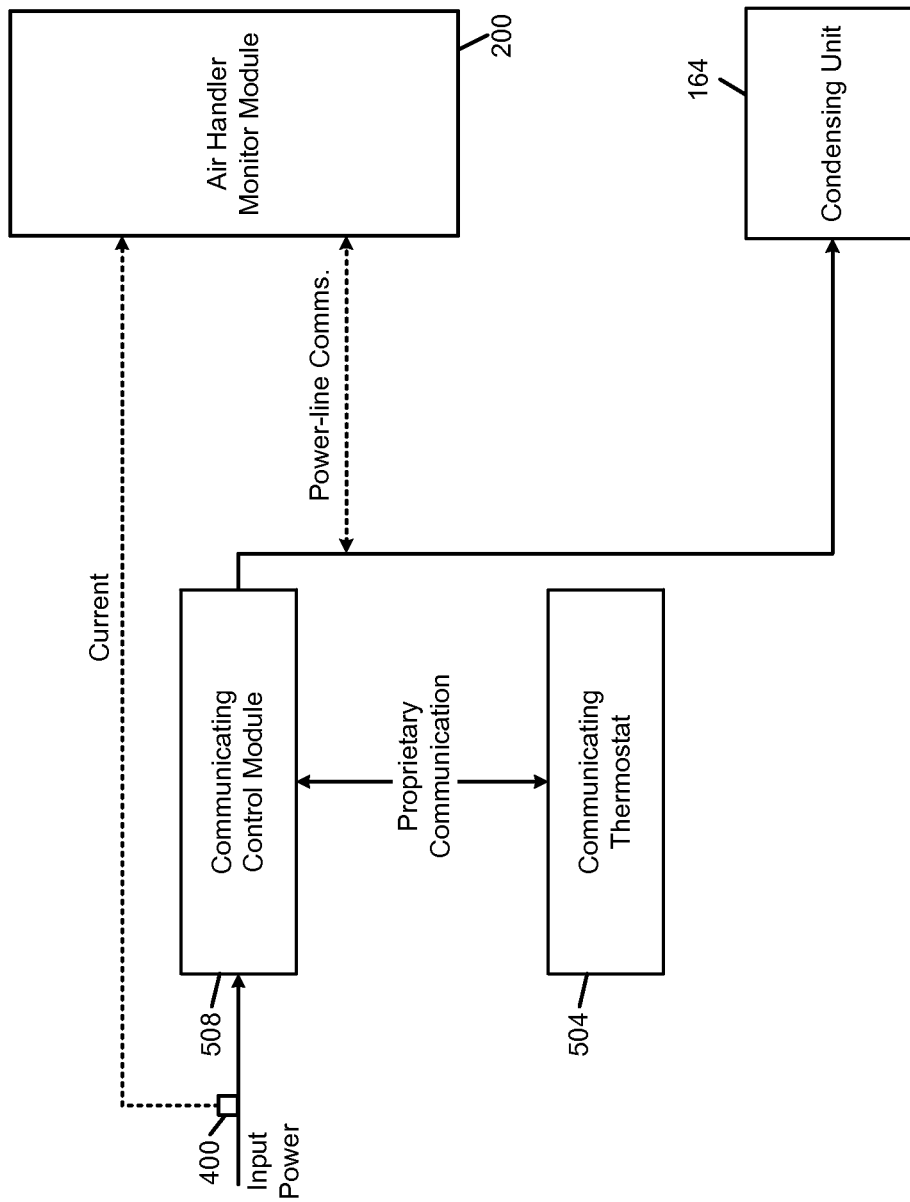 Input
Power
400
Current
508
Communicating
Control Module
Proprietary
Communication
504
Communicating
Thermostat
Power-line Comms.
Air Handler
Monitor Module
200
164
Condensing Unit